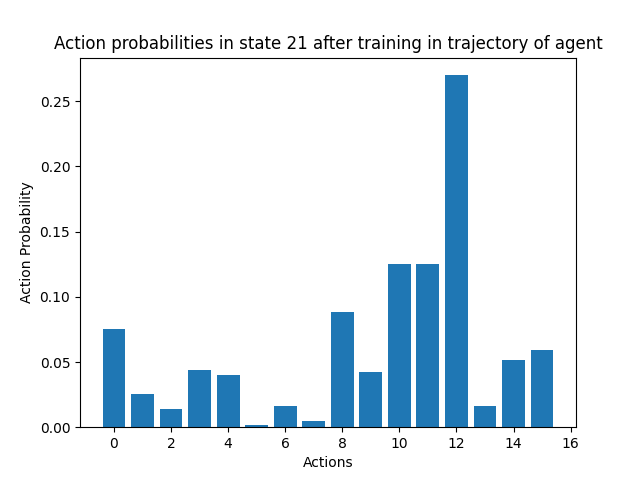 Action probabilities in state 21 after training in trajectory of agent
0.25
0.20
0.15
0.10
0.05
0.00
Action Probability
0 2 4 6 8 10 12 14 16
Actions